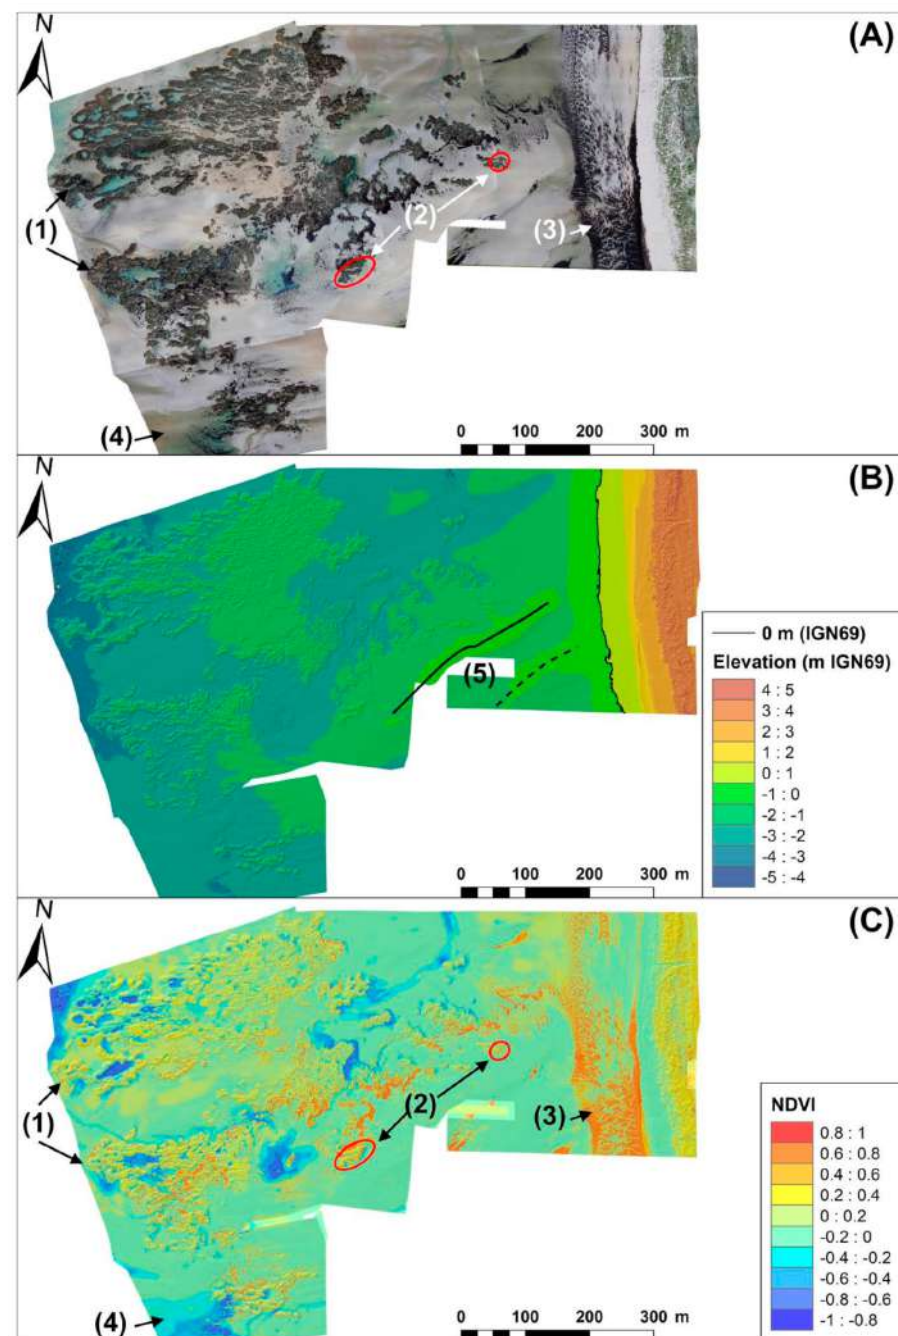 N
(A)
(1)
(2)
(3)
(4)
0 100 200 300 m
N
(B)
(5)
0 m (IGN69)
Elevation (m IGN69)
4 : 5
3 : 4
2 : 3
1 : 2
0 : 1
-1 : 0
-2 : -1
-3 : -2
-4 : -3
-5 : -4
0 100 200 300 m
N
(C)
(1)
(2)
(3)
(4)
NDVI
0.8 : 1
0.6 : 0.8
0.4 : 0.6
0.2 : 0.4
0 : 0.2
-0.2 : 0
-0.4 : -0.2
-0.6 : -0.4
-0.8 : -0.6
-1 : -0.8
0 100 200 300 m